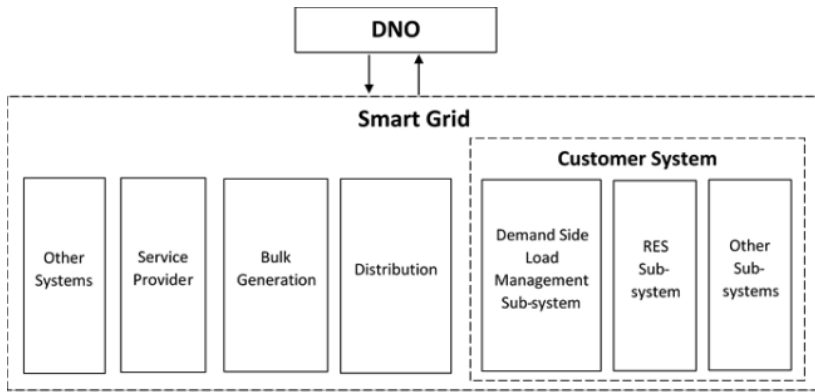 DNO
Smart Grid
Customer System
Other
Systems
Service
Provider
Bulk
Generation
Distribution
Demand Side
Load
Management
Sub-system
RES
Sub-
system
Other
Sub-
systems